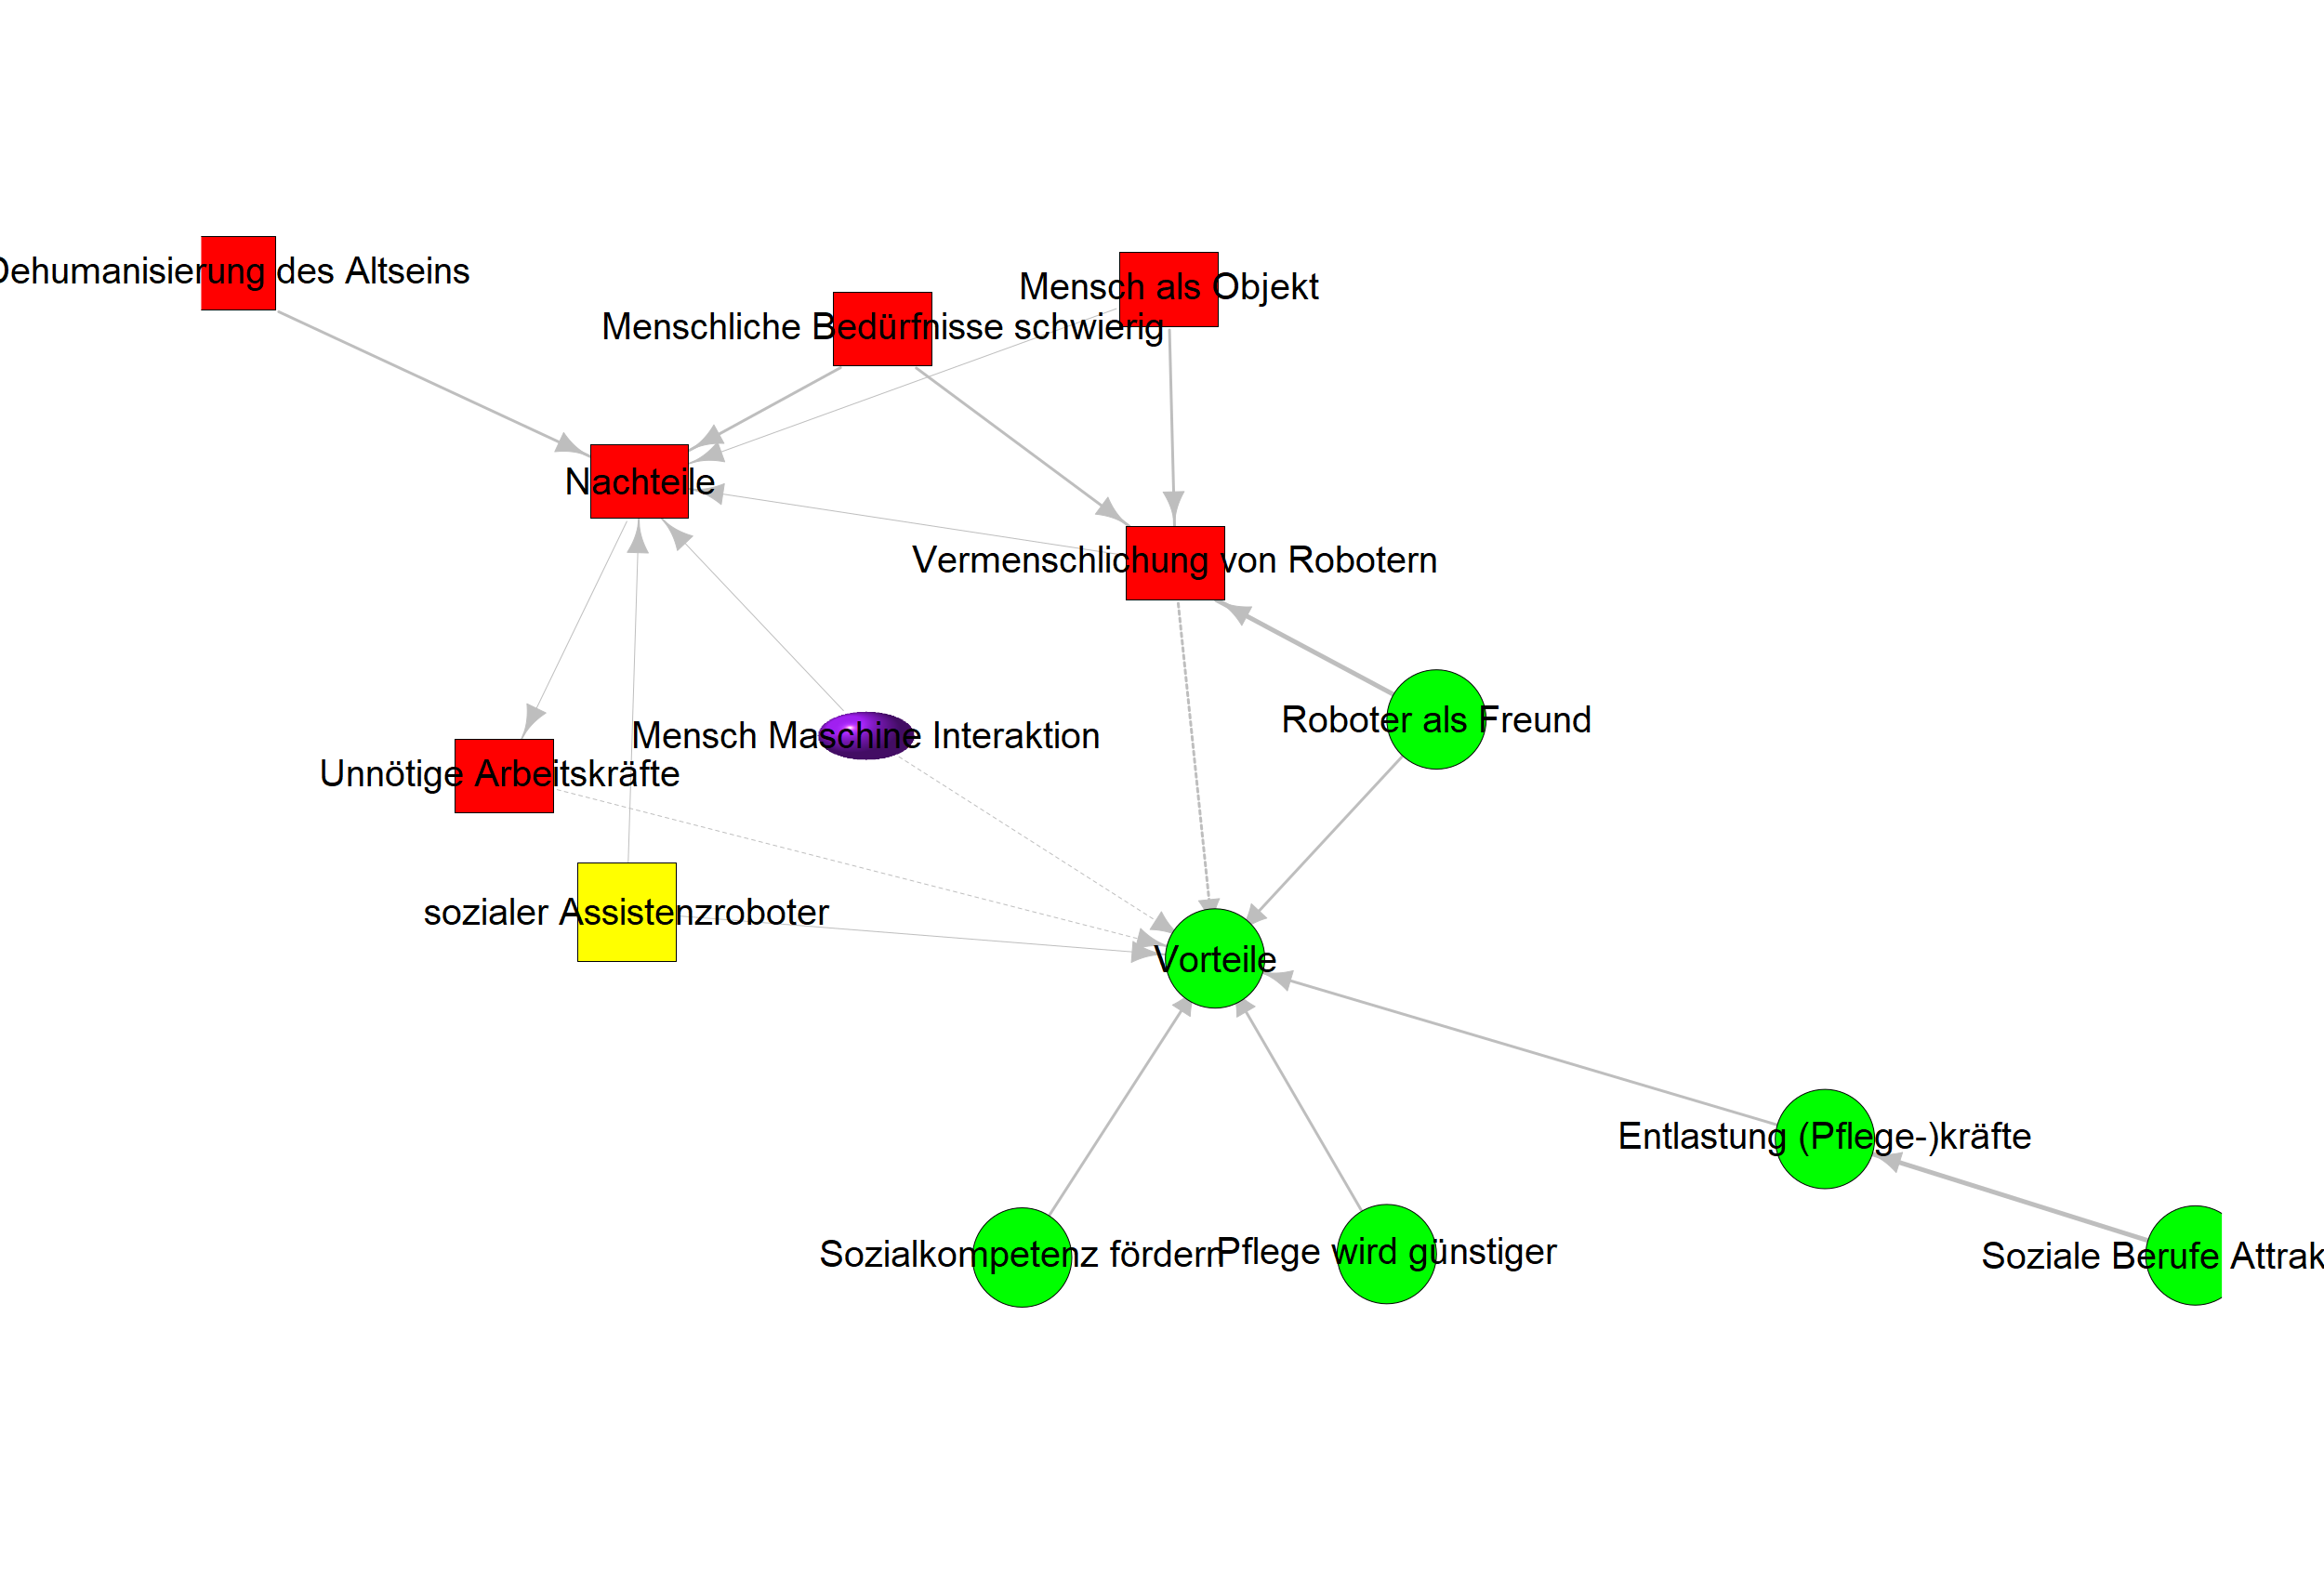 Dehumanisierung des Altseins
Mensch als Objekt
Menschliche Bedürfnisse schwierig
Nachteile
Vermenschlichung von Robotern
Roboter als Freund
Mensch Maschine Interaktion
Unnötige Arbeitskräfte
sozialer Assistenzroboter
Vorteile
Entlastung (Pflege-)kräfte
Sozialkompetenz fördern
Pflege wird günstiger
Soziale Berufe Attrak